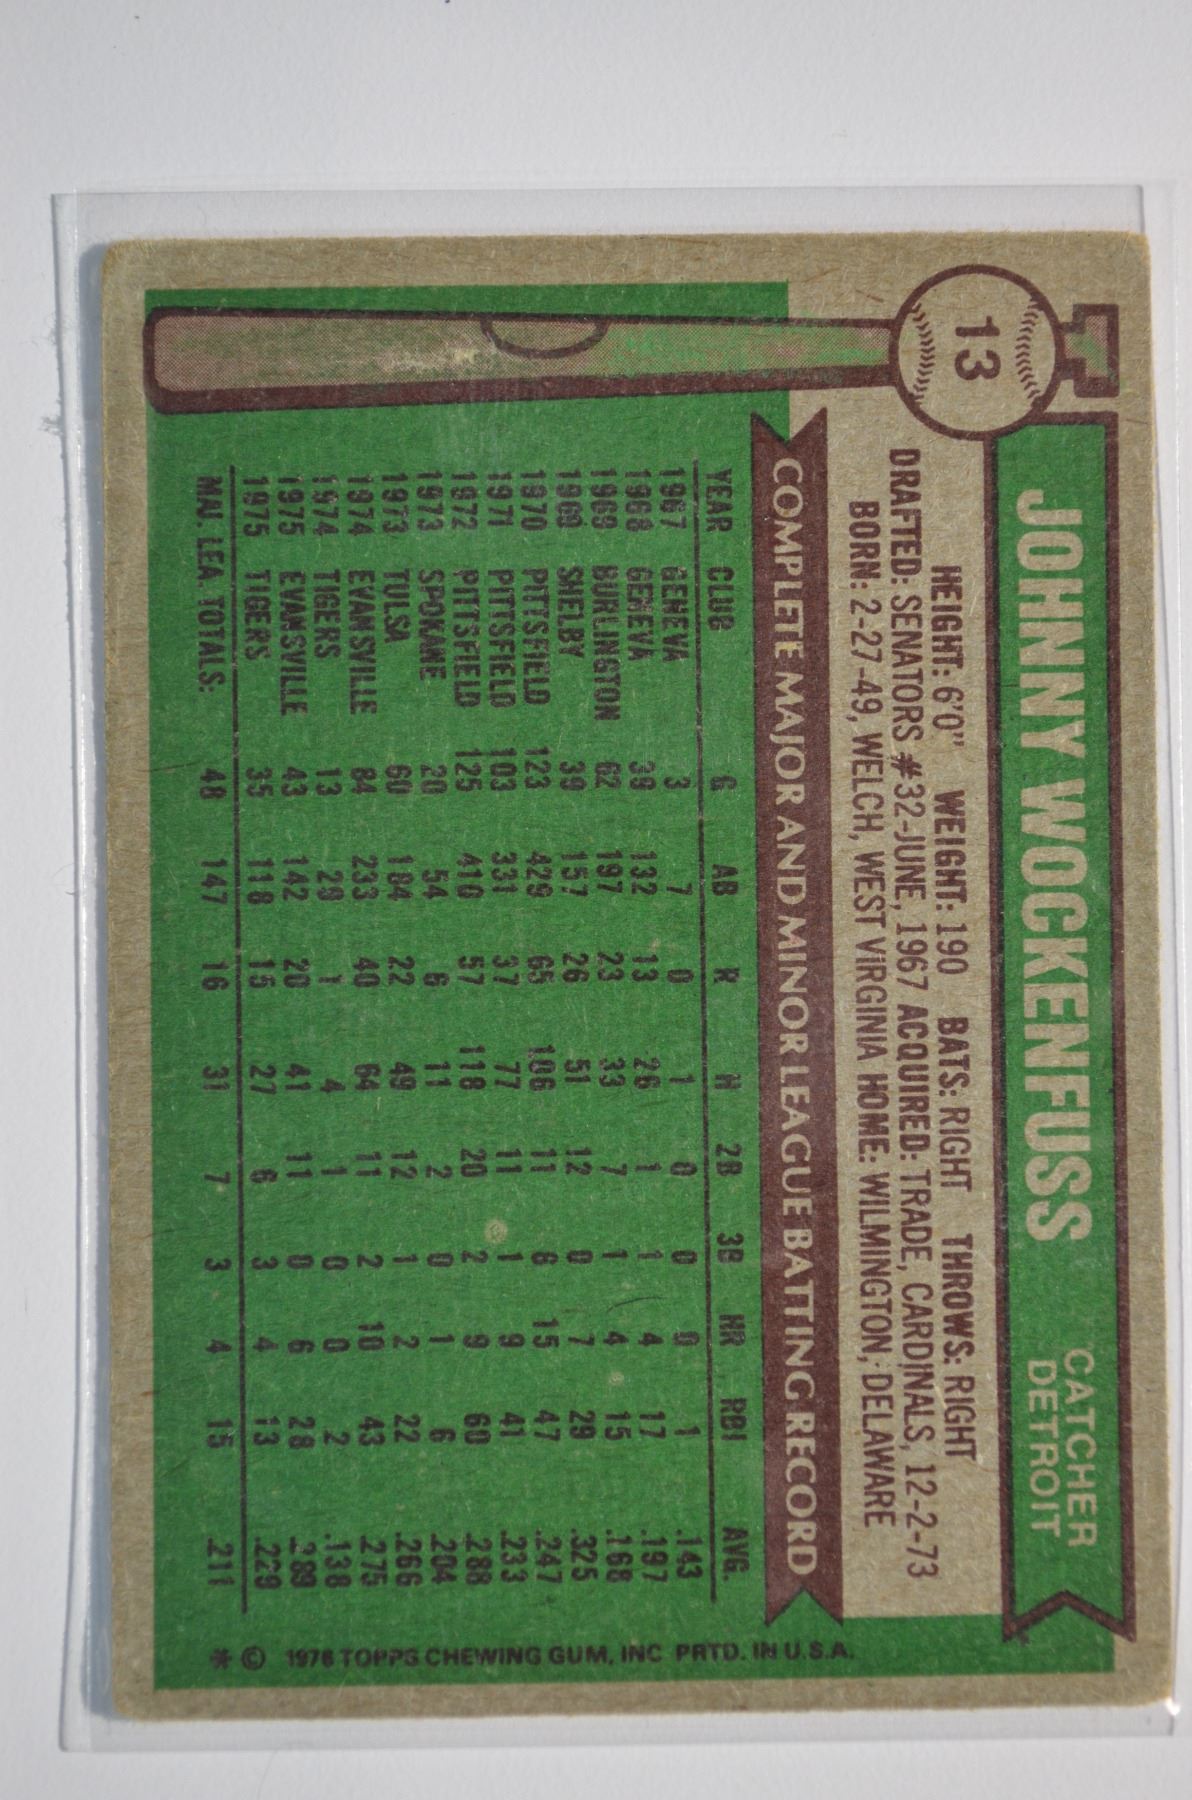 13
JOHNNY WOCKENFUSS
CATCHER
DETROIT
HEIGHT: 6'0" WEIGHT: 190 BATS: RIGHT THROWS: RIGHT
DRAFTED: SENATORS #32-JUNE, 1967 ACQUIRED: TRADE, CARDINALS, 12-2-73
BORN: 2-27-49, WELCH, WEST VIRGINIA HOME: WILMINGTON, DELAWARE
COMPLETE MAJOR AND MINOR LEAGUE BATTING RECORD
YEAR CLUB G AB R H 2B 3B HR RBI AVG.
1967 GENEVA 3 7 0 1 0 0 0 1 .143
1968 GENEVA 39 132 13 26 1 1 4 17 .197
1969 BURLINGTON 62 197 23 33 7 1 4 15 .168
1969 SHELBY 39 157 26 51 12 0 7 29 .325
1970 PITTSFIELD 123 429 65 106 11 6 15 47 .247
1971 PITTSFIELD 103 331 37 77 11 1 9 41 .233
1972 PITTSFIELD 125 410 57 118 20 2 9 60 .288
1973 SPOKANE 20 54 6 11 2 0 1 6 .204
1973 TULSA 60 184 22 49 12 1 2 22 .266
1974 EVANSVILLE 84 233 40 64 11 2 10 43 .275
1974 TIGERS 13 29 1 4 1 0 0 2 .138
1975 EVANSVILLE 43 142 20 41 11 0 6 28 .289
1975 TIGERS 35 118 15 27 6 3 4 13 .229
MAJ. LEA. TOTALS: 48 147 16 31 7 3 4 15 .211
* © 1976 TOPPS CHEWING GUM, INC PRTD. IN U.S.A.